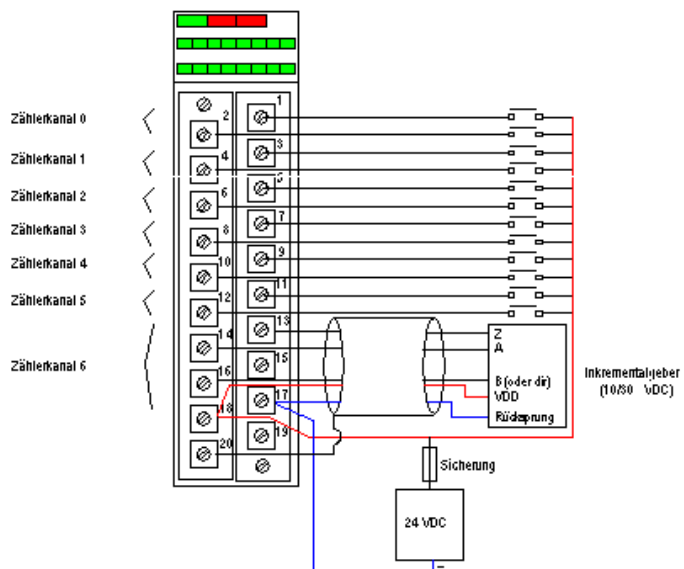 Zählerkanal 0
Zählerkanal 1
Zählerkanal 2
Zählerkanal 3
Zählerkanal 4
Zählerkanal 5
Zählerkanal 6
1
2
3
4
5
6
7
8
9
10
11
12
13
14
15
16
17
18
19
20
Z
A
B (oder dir)
VDD
Rücksprung
Inkrementalgeber
(10/30 VDC)
Sicherung
24 VDC